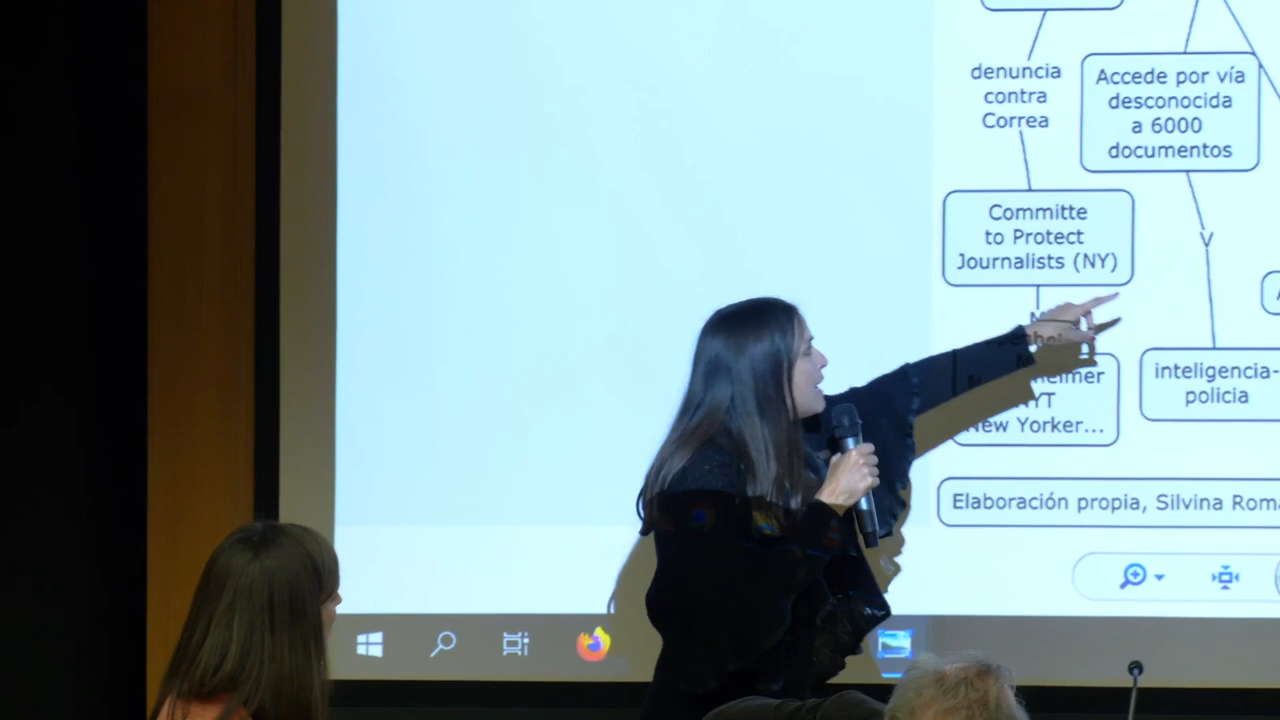 denuncia
contra
Correa
Accede por vía
desconocida
a 6000
documentos
Committe
to Protect
Journalists (NY)
NYT
New Yorker...
inteligencia-
policia
Elaboración propia, Silvina